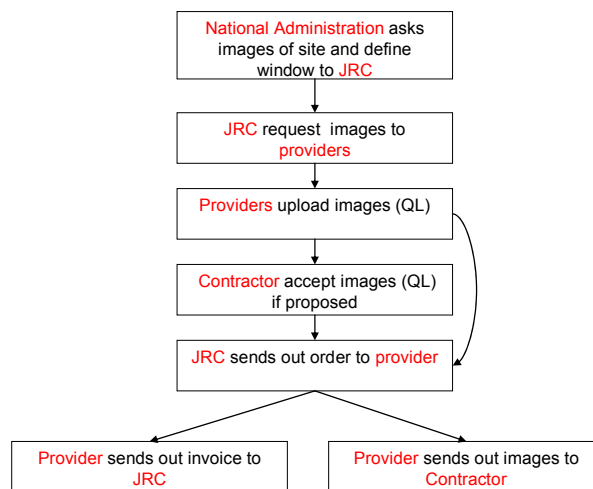 National Administration asks
images of site and define
window to JRC
JRC request images to
providers
Providers upload images (QL)
Contractor accept images (QL)
if proposed
JRC sends out order to provider
Provider sends out invoice to
JRC
Provider sends out images to
Contractor